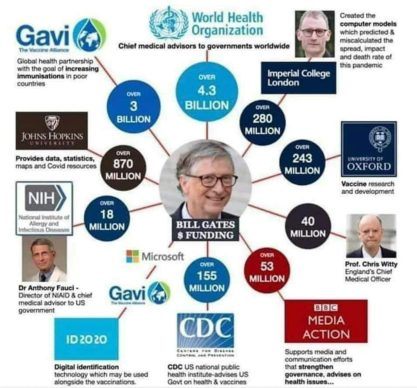 Gavi
The Vaccine Alliance
Global health partnership
with the goal of increasing
immunisations in poor
countries
World Health
Organization
Chief medical advisors to governments worldwide
Created the
computer models
which predicted &
miscalculated the
spread, impact
and death rate of
this pandemic
Imperial College
London
OVER
3
BILLION
OVER
4.3
BILLION
OVER
280
MILLION
JOHNS HOPKINS
UNIVERSITY
Provides data, statistics,
maps and Covid resources
OVER
870
MILLION
OVER
243
MILLION
UNIVERSITY OF
OXFORD
Vaccine research
and development
NIH
National Institute of
Allergy and
Infectious Diseases
OVER
18
MILLION
BILL GATES
$ FUNDING
40
MILLION
Prof. Chris Witty
England's Chief
Medical Officer
Dr Anthony Fauci -
Director of NIAID & chief
medical advisor to US
government
Microsoft
Gavi
ID2020
Digital identification
technology which may be used
alongside the vaccinations.
OVER
155
MILLION
CDC
CENTERS FOR DISEASE
CONTROL AND PREVENTION
CDC US national public
health institute-advises US
Govt on health & vaccines
OVER
53
MILLION
BBC
MEDIA
ACTION
Supports media and
communication efforts
that strengthen
governance, advises on
health issues...